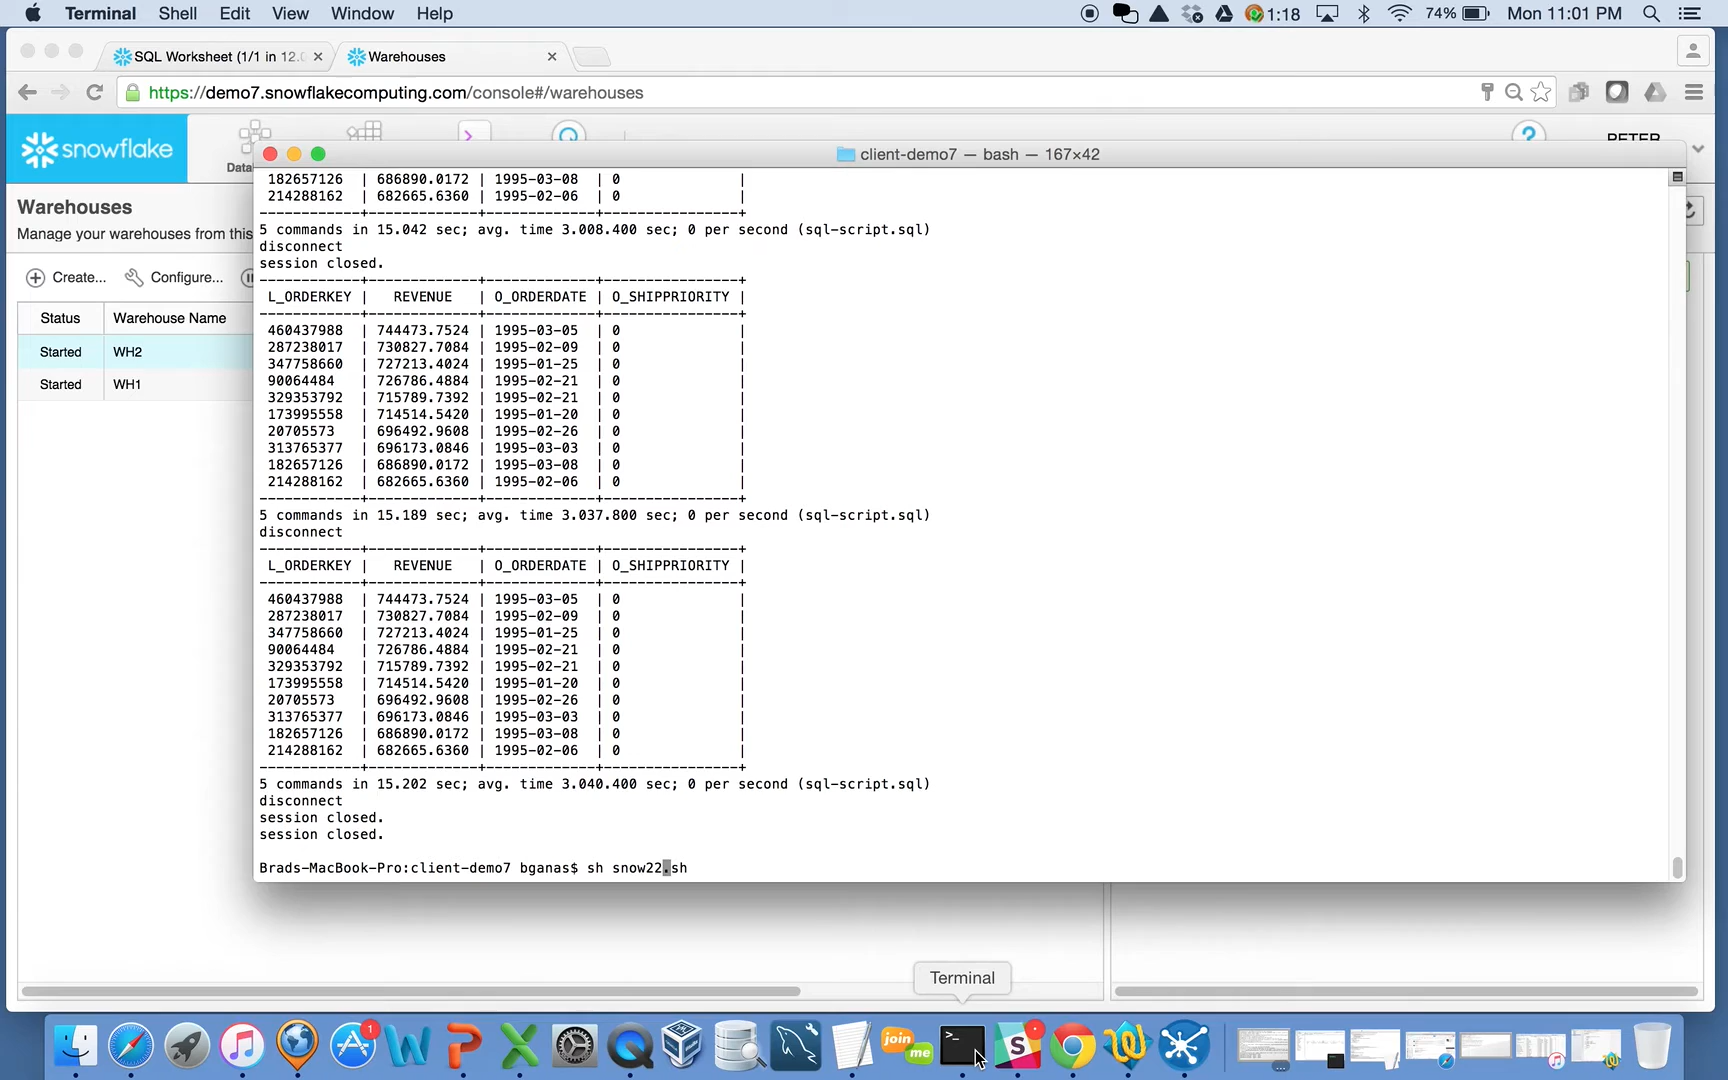 Terminal Shell Edit View Window Help 1:18 74% Mon 11:01 PM
SQL Worksheet (1/1 in 12.0 Warehouses
https://demo7.snowflakecomputing.com/console#/warehouses
snowflake Data PETER
client-demo7 — bash — 167×42
Warehouses
Manage your warehouses from this
Create... Configure...
Status Warehouse Name
Started WH2
Started WH1
182657126 | 686890.0172 | 1995-03-08 | 0 |
214288162 | 682665.6360 | 1995-02-06 | 0 |
------------+-------------+--------------+----------------+
5 commands in 15.042 sec; avg. time 3.008.400 sec; 0 per second (sql-script.sql)
disconnect
session closed.
------------+-------------+--------------+----------------+
L_ORDERKEY | REVENUE | O_ORDERDATE | O_SHIPPRIORITY |
------------+-------------+--------------+----------------+
460437988 | 744473.7524 | 1995-03-05 | 0 |
287238017 | 730827.7084 | 1995-02-09 | 0 |
347758660 | 727213.4024 | 1995-01-25 | 0 |
90064484 | 726786.4884 | 1995-02-21 | 0 |
329353792 | 715789.7392 | 1995-02-21 | 0 |
173995558 | 714514.5420 | 1995-01-20 | 0 |
20705573 | 696492.9608 | 1995-02-26 | 0 |
313765377 | 696173.0846 | 1995-03-03 | 0 |
182657126 | 686890.0172 | 1995-03-08 | 0 |
214288162 | 682665.6360 | 1995-02-06 | 0 |
------------+-------------+--------------+----------------+
5 commands in 15.189 sec; avg. time 3.037.800 sec; 0 per second (sql-script.sql)
disconnect
------------+-------------+--------------+----------------+
L_ORDERKEY | REVENUE | O_ORDERDATE | O_SHIPPRIORITY |
------------+-------------+--------------+----------------+
460437988 | 744473.7524 | 1995-03-05 | 0 |
287238017 | 730827.7084 | 1995-02-09 | 0 |
347758660 | 727213.4024 | 1995-01-25 | 0 |
90064484 | 726786.4884 | 1995-02-21 | 0 |
329353792 | 715789.7392 | 1995-02-21 | 0 |
173995558 | 714514.5420 | 1995-01-20 | 0 |
20705573 | 696492.9608 | 1995-02-26 | 0 |
313765377 | 696173.0846 | 1995-03-03 | 0 |
182657126 | 686890.0172 | 1995-03-08 | 0 |
214288162 | 682665.6360 | 1995-02-06 | 0 |
------------+-------------+--------------+----------------+
5 commands in 15.202 sec; avg. time 3.040.400 sec; 0 per second (sql-script.sql)
disconnect
session closed.
session closed.
Brads-MacBook-Pro:client-demo7 bganas$ sh snow22.sh
Terminal
1
join
me